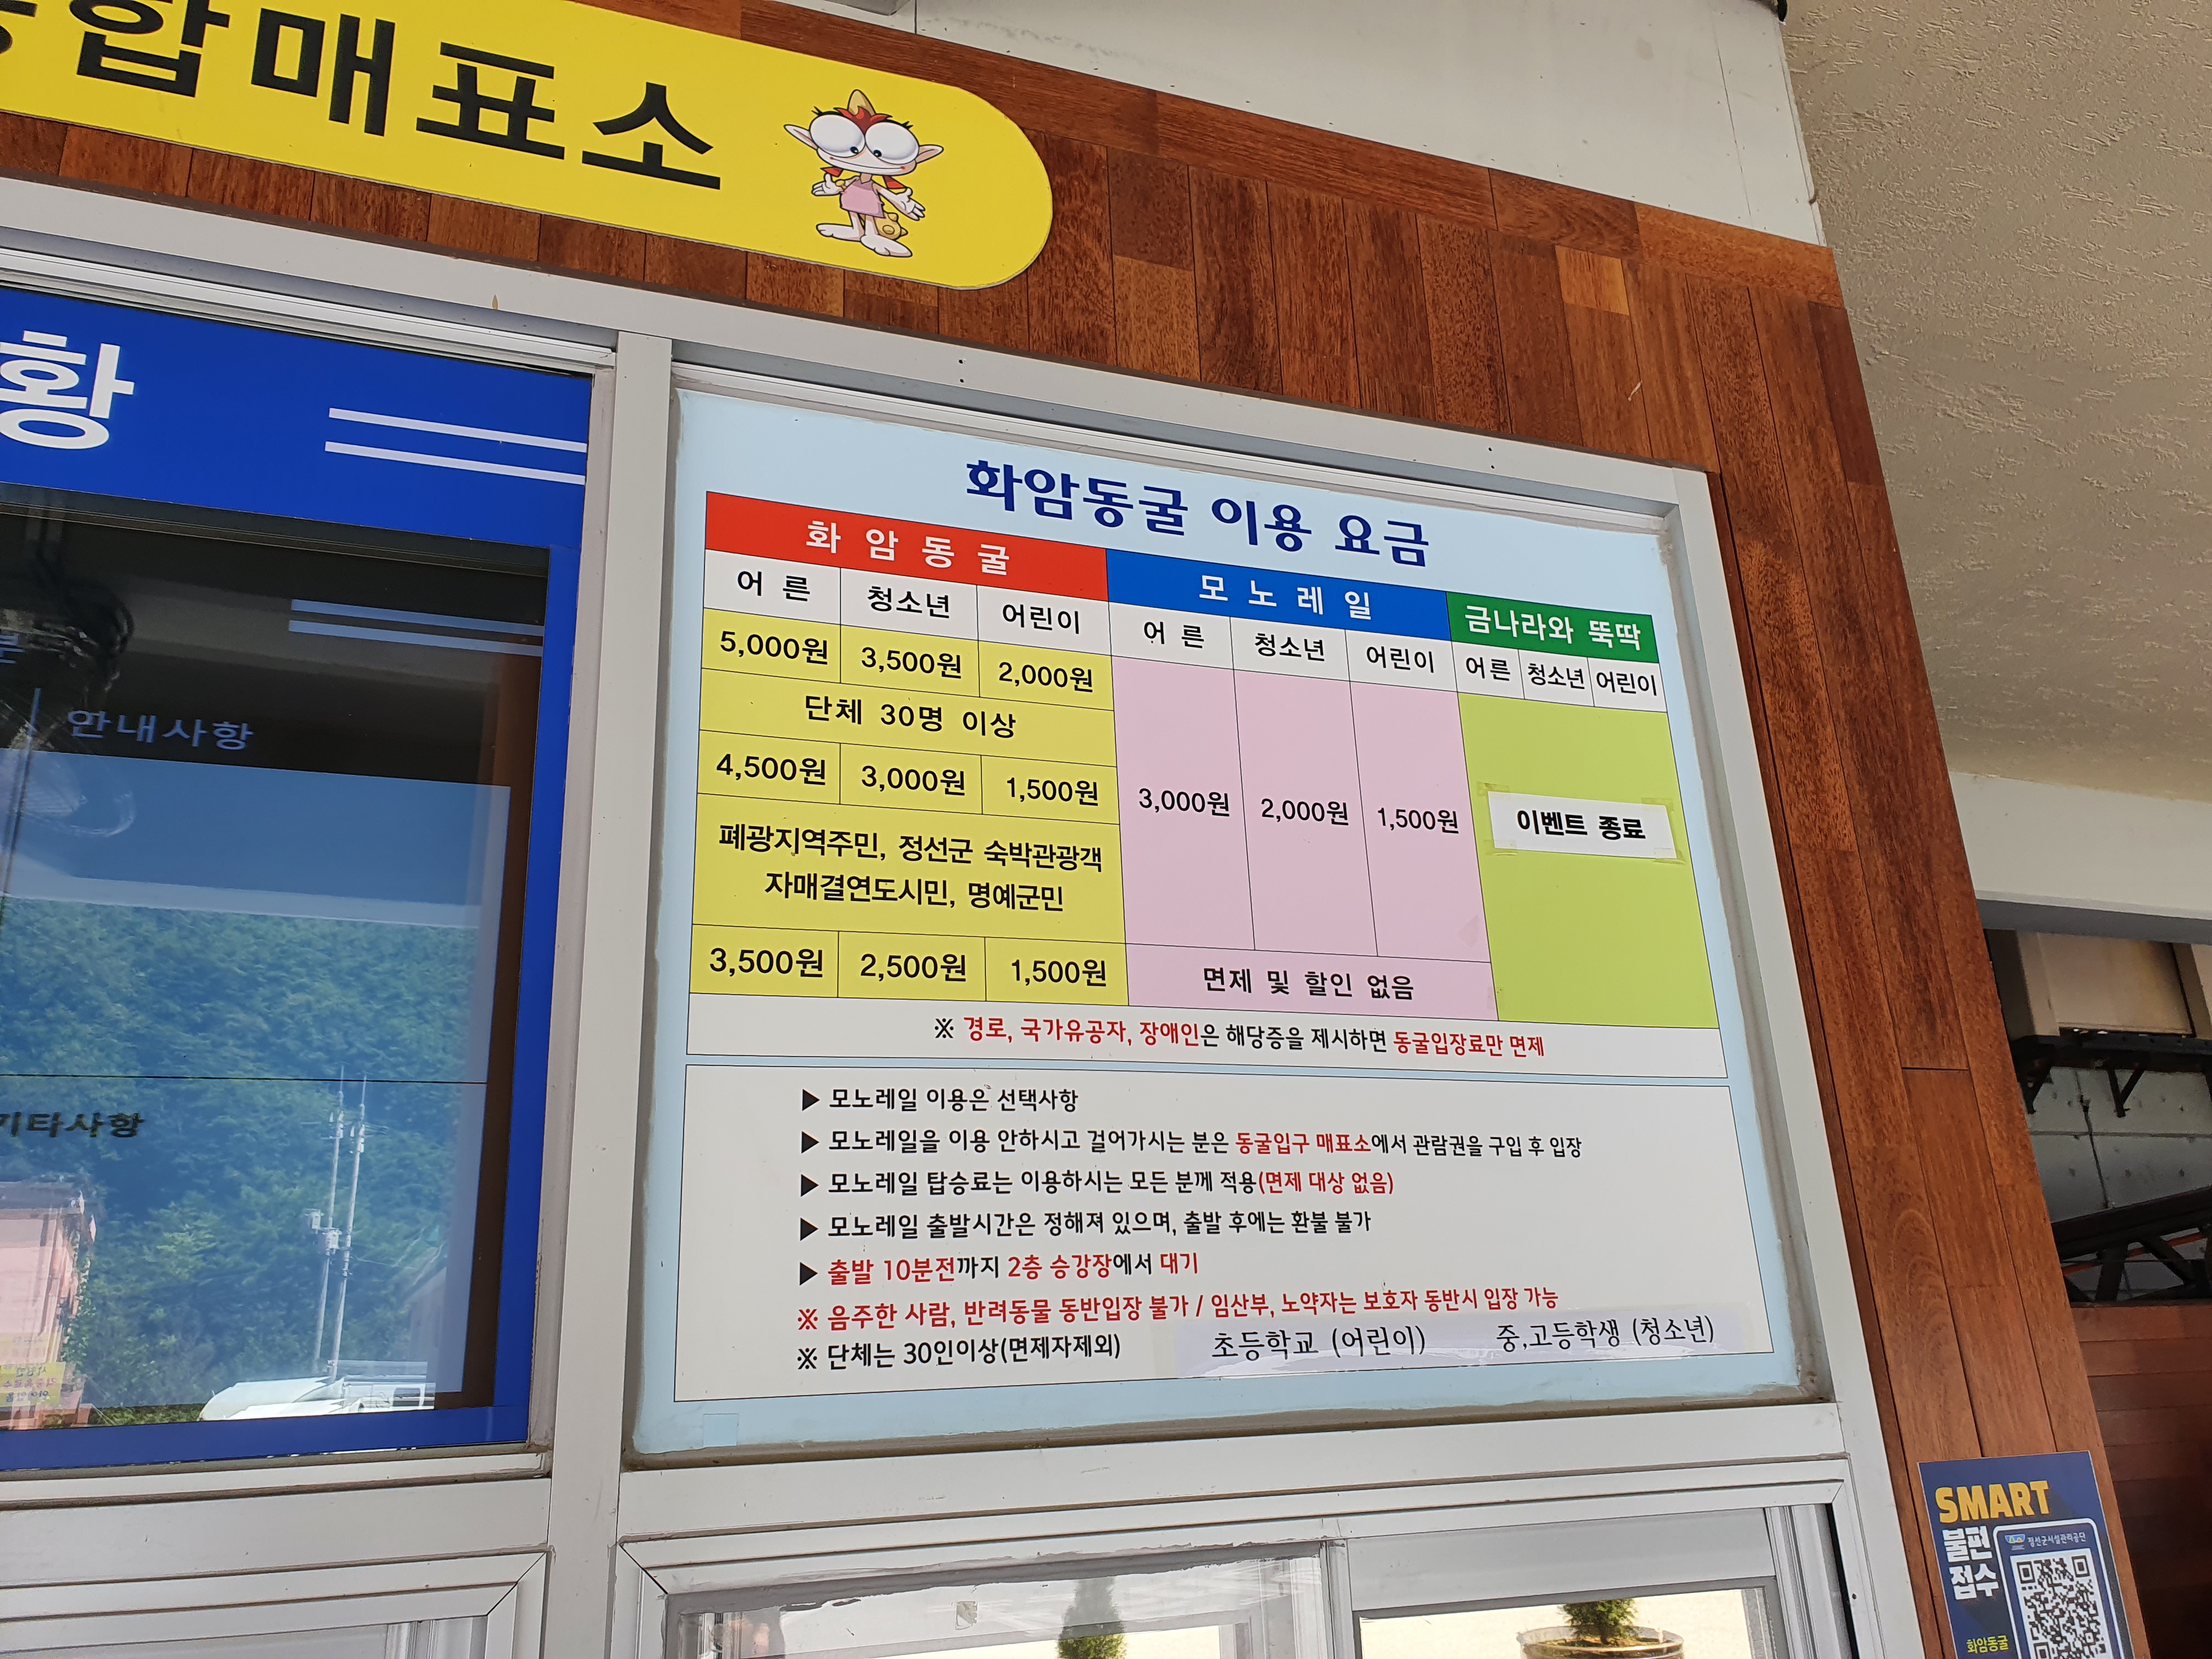 합매표소
황
안내사항
기타사항
화암동굴 이용 요금
화 암 동 굴
모 노 레 일
금나라와 뚝딱
어 른 청소년 어린이
어 른 청소년 어린이
어른 청소년 어린이
5,000원 3,500원 2,000원
단체 30명 이상
4,500원 3,000원 1,500원
폐광지역주민, 정선군 숙박관광객
자매결연도시민, 명예군민
3,500원 2,500원 1,500원
3,000원 2,000원 1,500원
면제 및 할인 없음
이벤트 종료
※ 경로, 국가유공자, 장애인은 해당증을 제시하면 동굴입장료만 면제
▶ 모노레일 이용은 선택사항
▶ 모노레일을 이용 안하시고 걸어가시는 분은 동굴입구 매표소에서 관람권을 구입 후 입장
▶ 모노레일 탑승료는 이용하시는 모든 분께 적용(면제 대상 없음)
▶ 모노레일 출발시간은 정해져 있으며, 출발 후에는 환불 불가
▶ 출발 10분전까지 2층 승강장에서 대기
※ 음주한 사람, 반려동물 동반입장 불가 / 임산부, 노약자는 보호자 동반시 입장 가능
※ 단체는 30인이상(면제자제외)
초등학교 (어린이) 중,고등학생 (청소년)
SMART
불편
접수
정선군시설관리공단
화암동굴